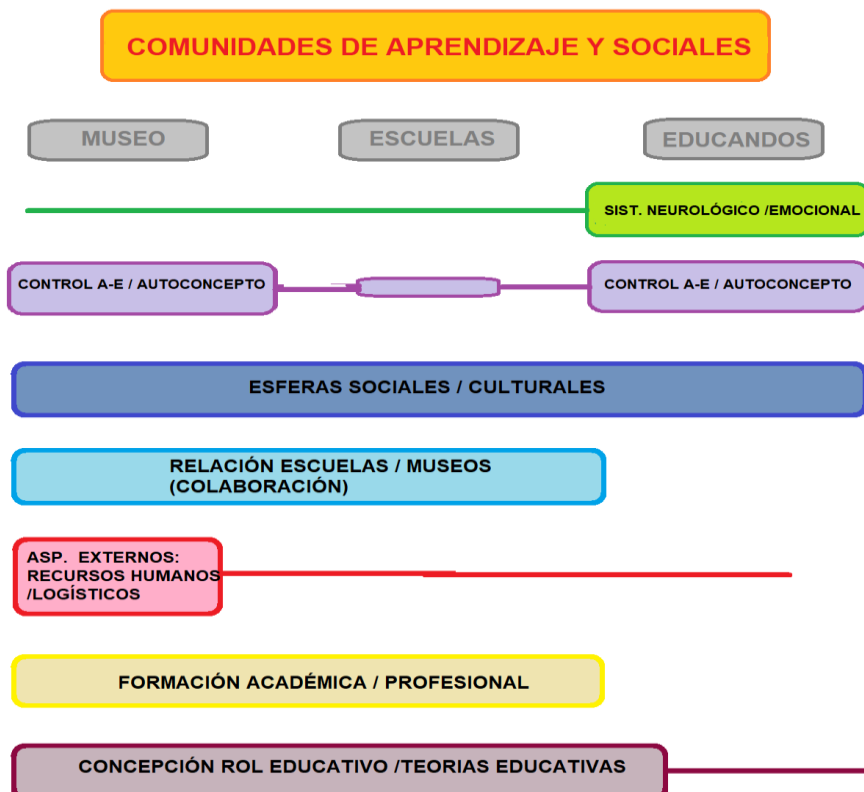 COMUNIDADES DE APRENDIZAJE Y SOCIALES
MUSEO
ESCUELAS
EDUCANDOS
SIST. NEUROLÓGICO /EMOCIONAL
CONTROL A-E / AUTOCONCEPTO
CONTROL A-E / AUTOCONCEPTO
ESFERAS SOCIALES / CULTURALES
RELACIÓN ESCUELAS / MUSEOS
(COLABORACIÓN)
ASP. EXTERNOS:
RECURSOS HUMANOS
/LOGÍSTICOS
FORMACIÓN ACADÉMICA / PROFESIONAL
CONCEPCIÓN ROL EDUCATIVO /TEORIAS EDUCATIVAS